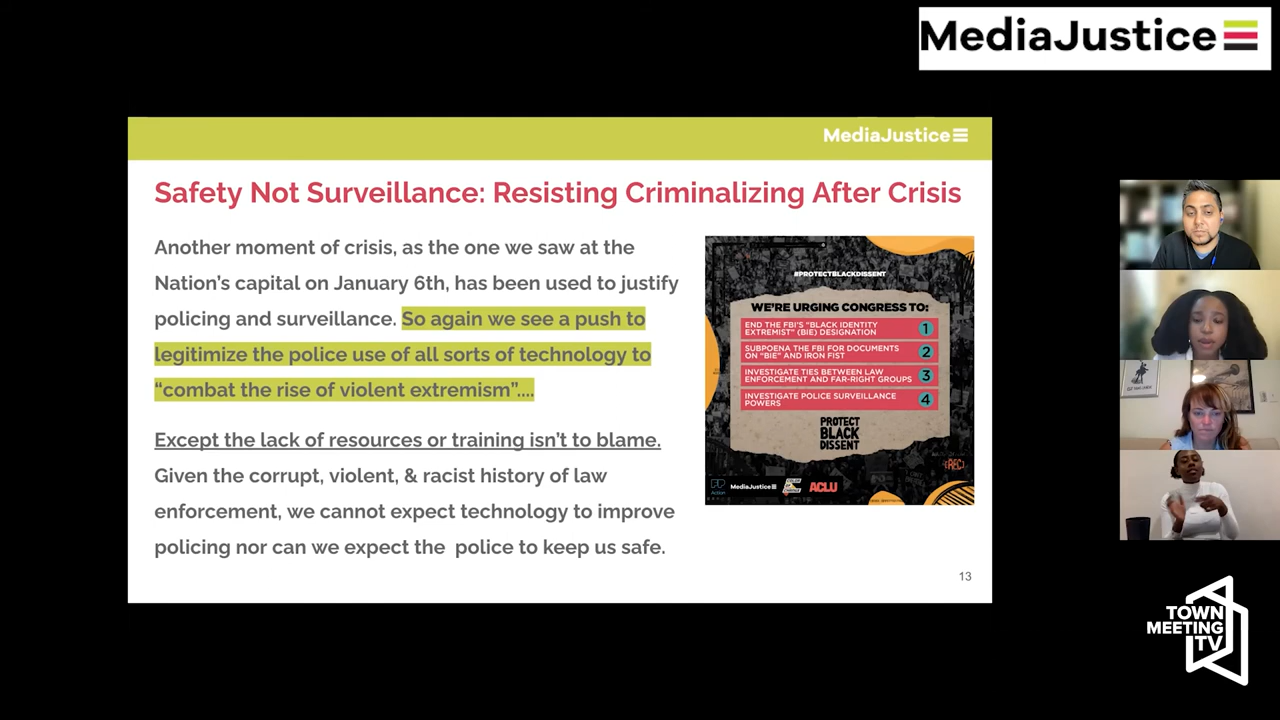 MediaJustice
MediaJustice
Safety Not Surveillance: Resisting Criminalizing After Crisis
Another moment of crisis, as the one we saw at the
Nation's capital on January 6th, has been used to justify
policing and surveillance. So again we see a push to
legitimize the police use of all sorts of technology to
“combat the rise of violent extremism”....
Except the lack of resources or training isn't to blame.
Given the corrupt, violent, & racist history of law
enforcement, we cannot expect technology to improve
policing nor can we expect the police to keep us safe.
#PROTECTBLACKDISSENT
WE'RE URGING CONGRESS TO:
END THE FBI'S "BLACK IDENTITY
EXTREMIST" (BIE) DESIGNATION
1
SUBPOENA THE FBI FOR DOCUMENTS
ON "BIE" AND IRON FIST
2
INVESTIGATE TIES BETWEEN LAW
ENFORCEMENT AND FAR-RIGHT GROUPS
3
INVESTIGATE POLICE SURVEILLANCE
POWERS
4
PROTECT
BLACK
DISSENT
REC
Action
MediaJustice
ACLU
13
TOWN
MEETING
TV